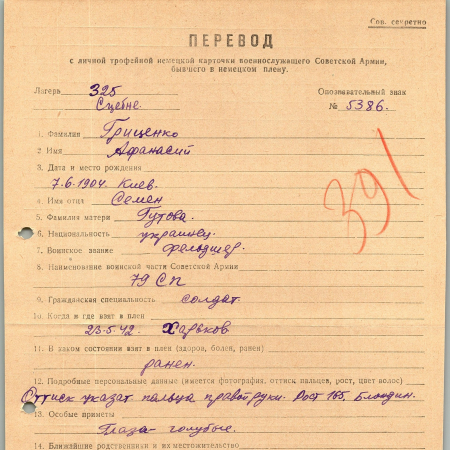 Сов. секретно
ПЕРЕВОД
с личной трофейной немецкой карточки военнослужащего Советской Армии,
бывшего в немецком плену.
Лагерь 325 Опознавательный знак
Сцебне. № 5386.
1. Фамилия Гриценко
2. Имя Афанасий
3. Дата и место рождения
7.6.1904. Киев.
4. Имя отца Семен
5. Фамилия матери Гутова.
6. Национальность украинец.
7. Воинское звание фельдшер.
8. Наименование воинской части Советской Армии
79 СП
9. Гражданская специальность солдат.
10. Когда и где взят в плен
23.5.42. Харьков.
11. В каком состоянии взят в плен (здоров, болен, ранен)
ранен.
12. Подробные персональные данные (имеется фотография, оттиск пальцев, рост, цвет волос)
Оттиск указат пальца правой руки. Рост 165, Блондин.
13. Особые приметы
Глаза - голубые.
14. Ближайшие родственники и их местожительство
391